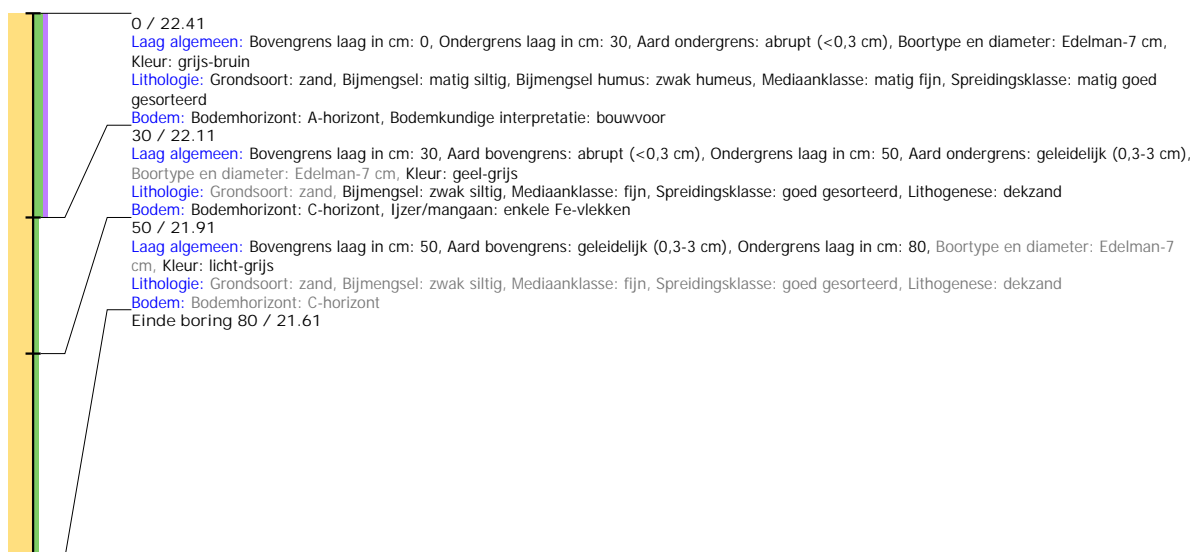 0 / 22.41
Laag algemeen: Bovengrens laag in cm: 0, Ondergrens laag in cm: 30, Aard ondergrens: abrupt (<0,3 cm), Boortype en diameter: Edelman-7 cm,
Kleur: grijs-bruin
Lithologie: Grondsoort: zand, Bijmengsel: matig siltig, Bijmengsel humus: zwak humeus, Mediaanklasse: matig fijn, Spreidingsklasse: matig goed
gesorteerd
Bodem: Bodemhorizont: A-horizont, Bodemkundige interpretatie: bouwvoor
30 / 22.11
Laag algemeen: Bovengrens laag in cm: 30, Aard bovengrens: abrupt (<0,3 cm), Ondergrens laag in cm: 50, Aard ondergrens: geleidelijk (0,3-3 cm),
Boortype en diameter: Edelman-7 cm, Kleur: geel-grijs
Lithologie: Grondsoort: zand, Bijmengsel: zwak siltig, Mediaanklasse: fijn, Spreidingsklasse: goed gesorteerd, Lithogenese: dekzand
Bodem: Bodemhorizont: C-horizont, Ijzer/mangaan: enkele Fe-vlekken
50 / 21.91
Laag algemeen: Bovengrens laag in cm: 50, Aard bovengrens: geleidelijk (0,3-3 cm), Ondergrens laag in cm: 80, Boortype en diameter: Edelman-7
cm, Kleur: licht-grijs
Lithologie: Grondsoort: zand, Bijmengsel: zwak siltig, Mediaanklasse: fijn, Spreidingsklasse: goed gesorteerd, Lithogenese: dekzand
Bodem: Bodemhorizont: C-horizont
Einde boring 80 / 21.61